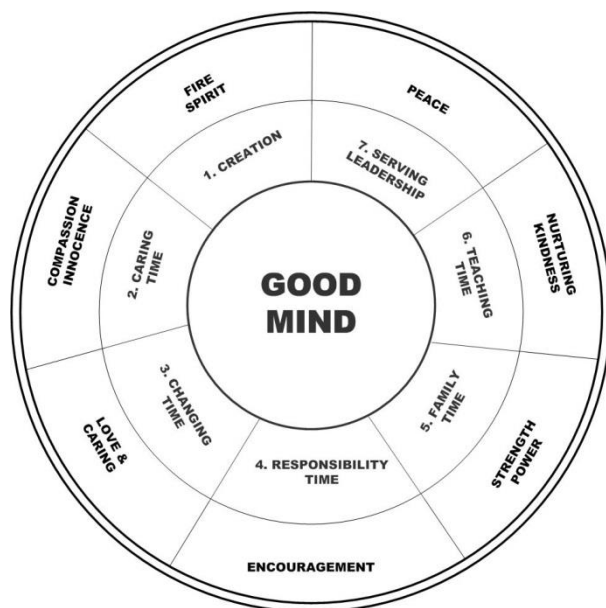 FIRE
SPIRIT
PEACE
1. CREATION
7. SERVING
LEADERSHIP
COMPASSION
INNOCENCE
2. CARING
TIME
GOOD
MIND
6. TEACHING
TIME
NURTURING
KINDNESS
3. CHANGING
TIME
5. FAMILY
TIME
LOVE &
CARING
4. RESPONSIBILITY
TIME
STRENGTH
POWER
ENCOURAGEMENT